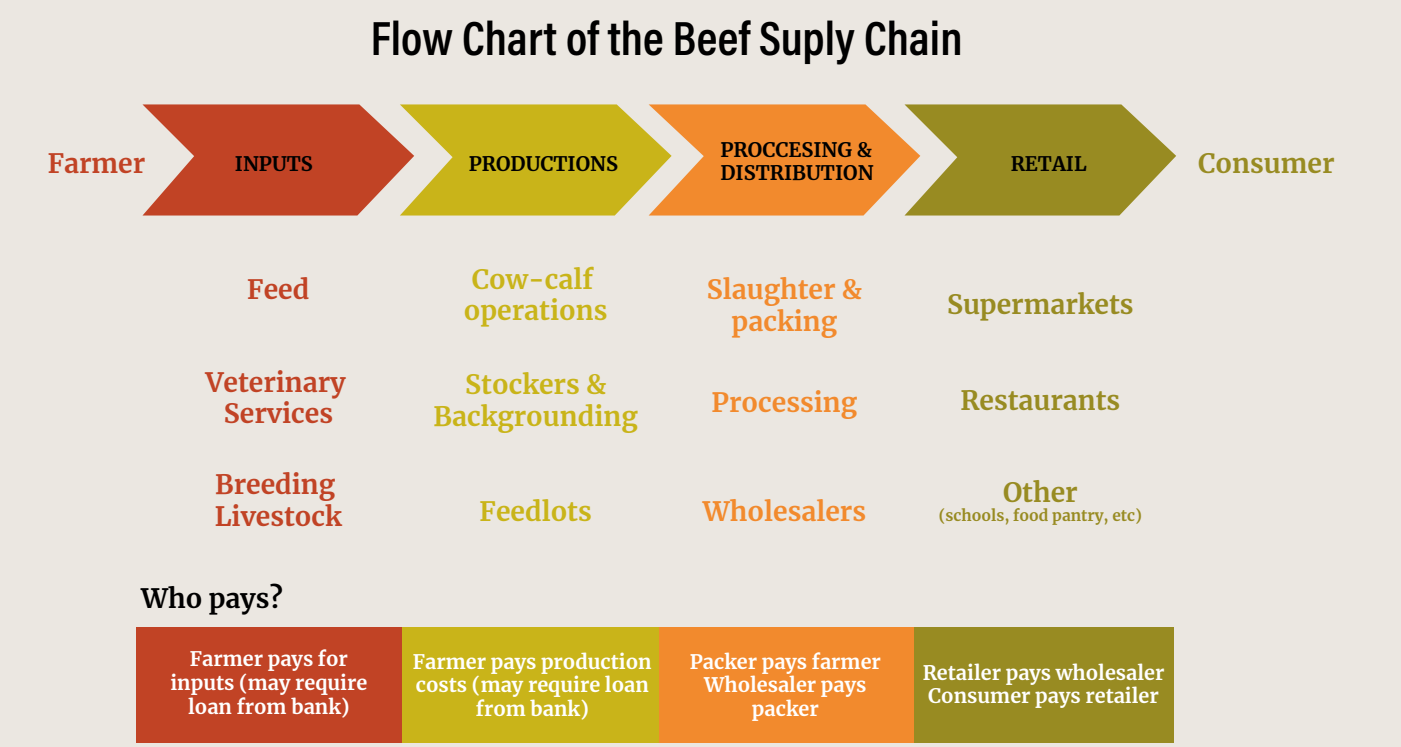 Flow Chart of the Beef Suply Chain
Farmer
INPUTS
PRODUCTIONS
PROCCESING &
DISTRIBUTION
RETAIL
Consumer
Feed
Veterinary
Services
Breeding
Livestock
Cow-calf
operations
Stockers &
Backgrounding
Feedlots
Slaughter &
packing
Processing
Wholesalers
Supermarkets
Restaurants
Other
(schools, food pantry, etc)
Who pays?
Farmer pays for
inputs (may require
loan from bank)
Farmer pays production
costs (may require loan
from bank)
Packer pays farmer
Wholesaler pays
packer
Retailer pays wholesaler
Consumer pays retailer